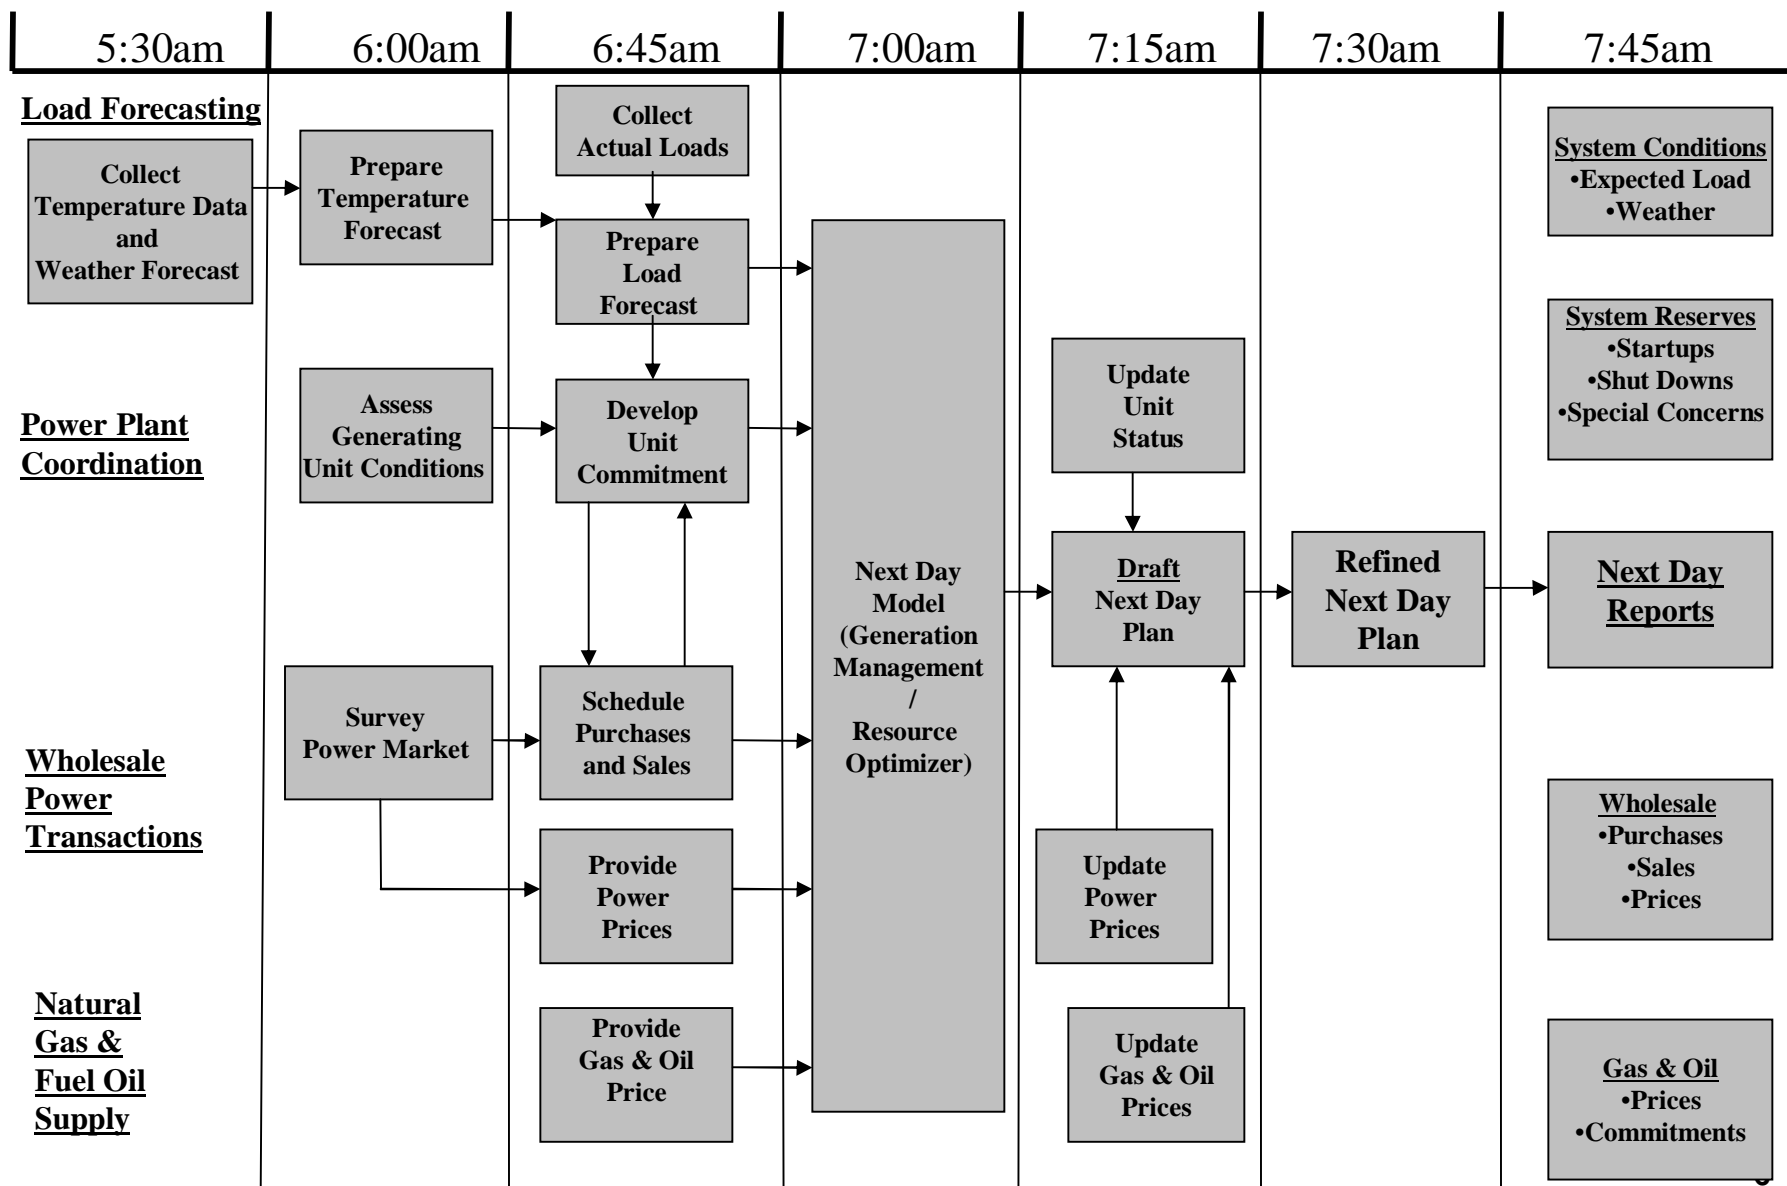 5:30am
6:00am
6:45am
7:00am
7:15am
7:30am
7:45am
Load Forecasting
Collect
Temperature Data
and
Weather Forecast
Prepare
Temperature
Forecast
Collect
Actual Loads
Prepare
Load
Forecast
System Conditions
•Expected Load
•Weather
Power Plant
Coordination
Assess
Generating
Unit Conditions
Develop
Unit
Commitment
Update
Unit
Status
System Reserves
•Startups
•Shut Downs
•Special Concerns
Next Day
Model
(Generation
Management
/
Resource
Optimizer)
Draft
Next Day
Plan
Refined
Next Day
Plan
Next Day
Reports
Wholesale
Power
Transactions
Survey
Power Market
Schedule
Purchases
and Sales
Provide
Power
Prices
Update
Power
Prices
Wholesale
•Purchases
•Sales
•Prices
Natural
Gas &
Fuel Oil
Supply
Provide
Gas & Oil
Price
Update
Gas & Oil
Prices
Gas & Oil
•Prices
•Commitments